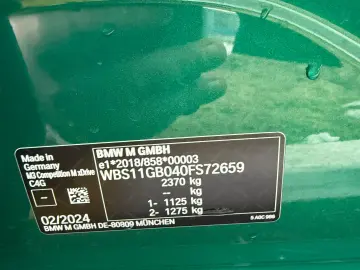 Made in
Germany
M3 Competition M xDrive
C4G
--
02/2024
BMW M GMBH
e1*2018/858*00003
WBS11GB040FS72659
2370 kg
-- kg
1- 1125 kg
2- 1275 kg
BMW M GMBH DE-80809 MÜNCHEN